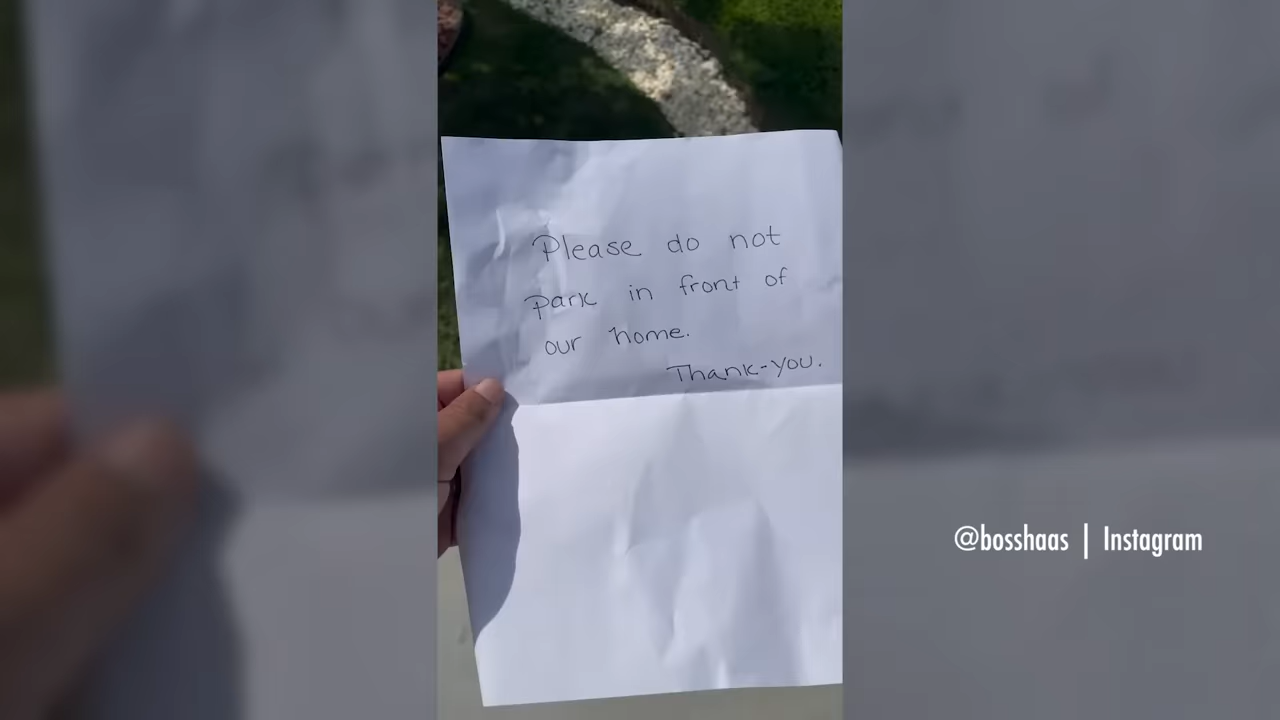 Please do not
park in front of
our home.
Thank-you.
@bosshaas | Instagram